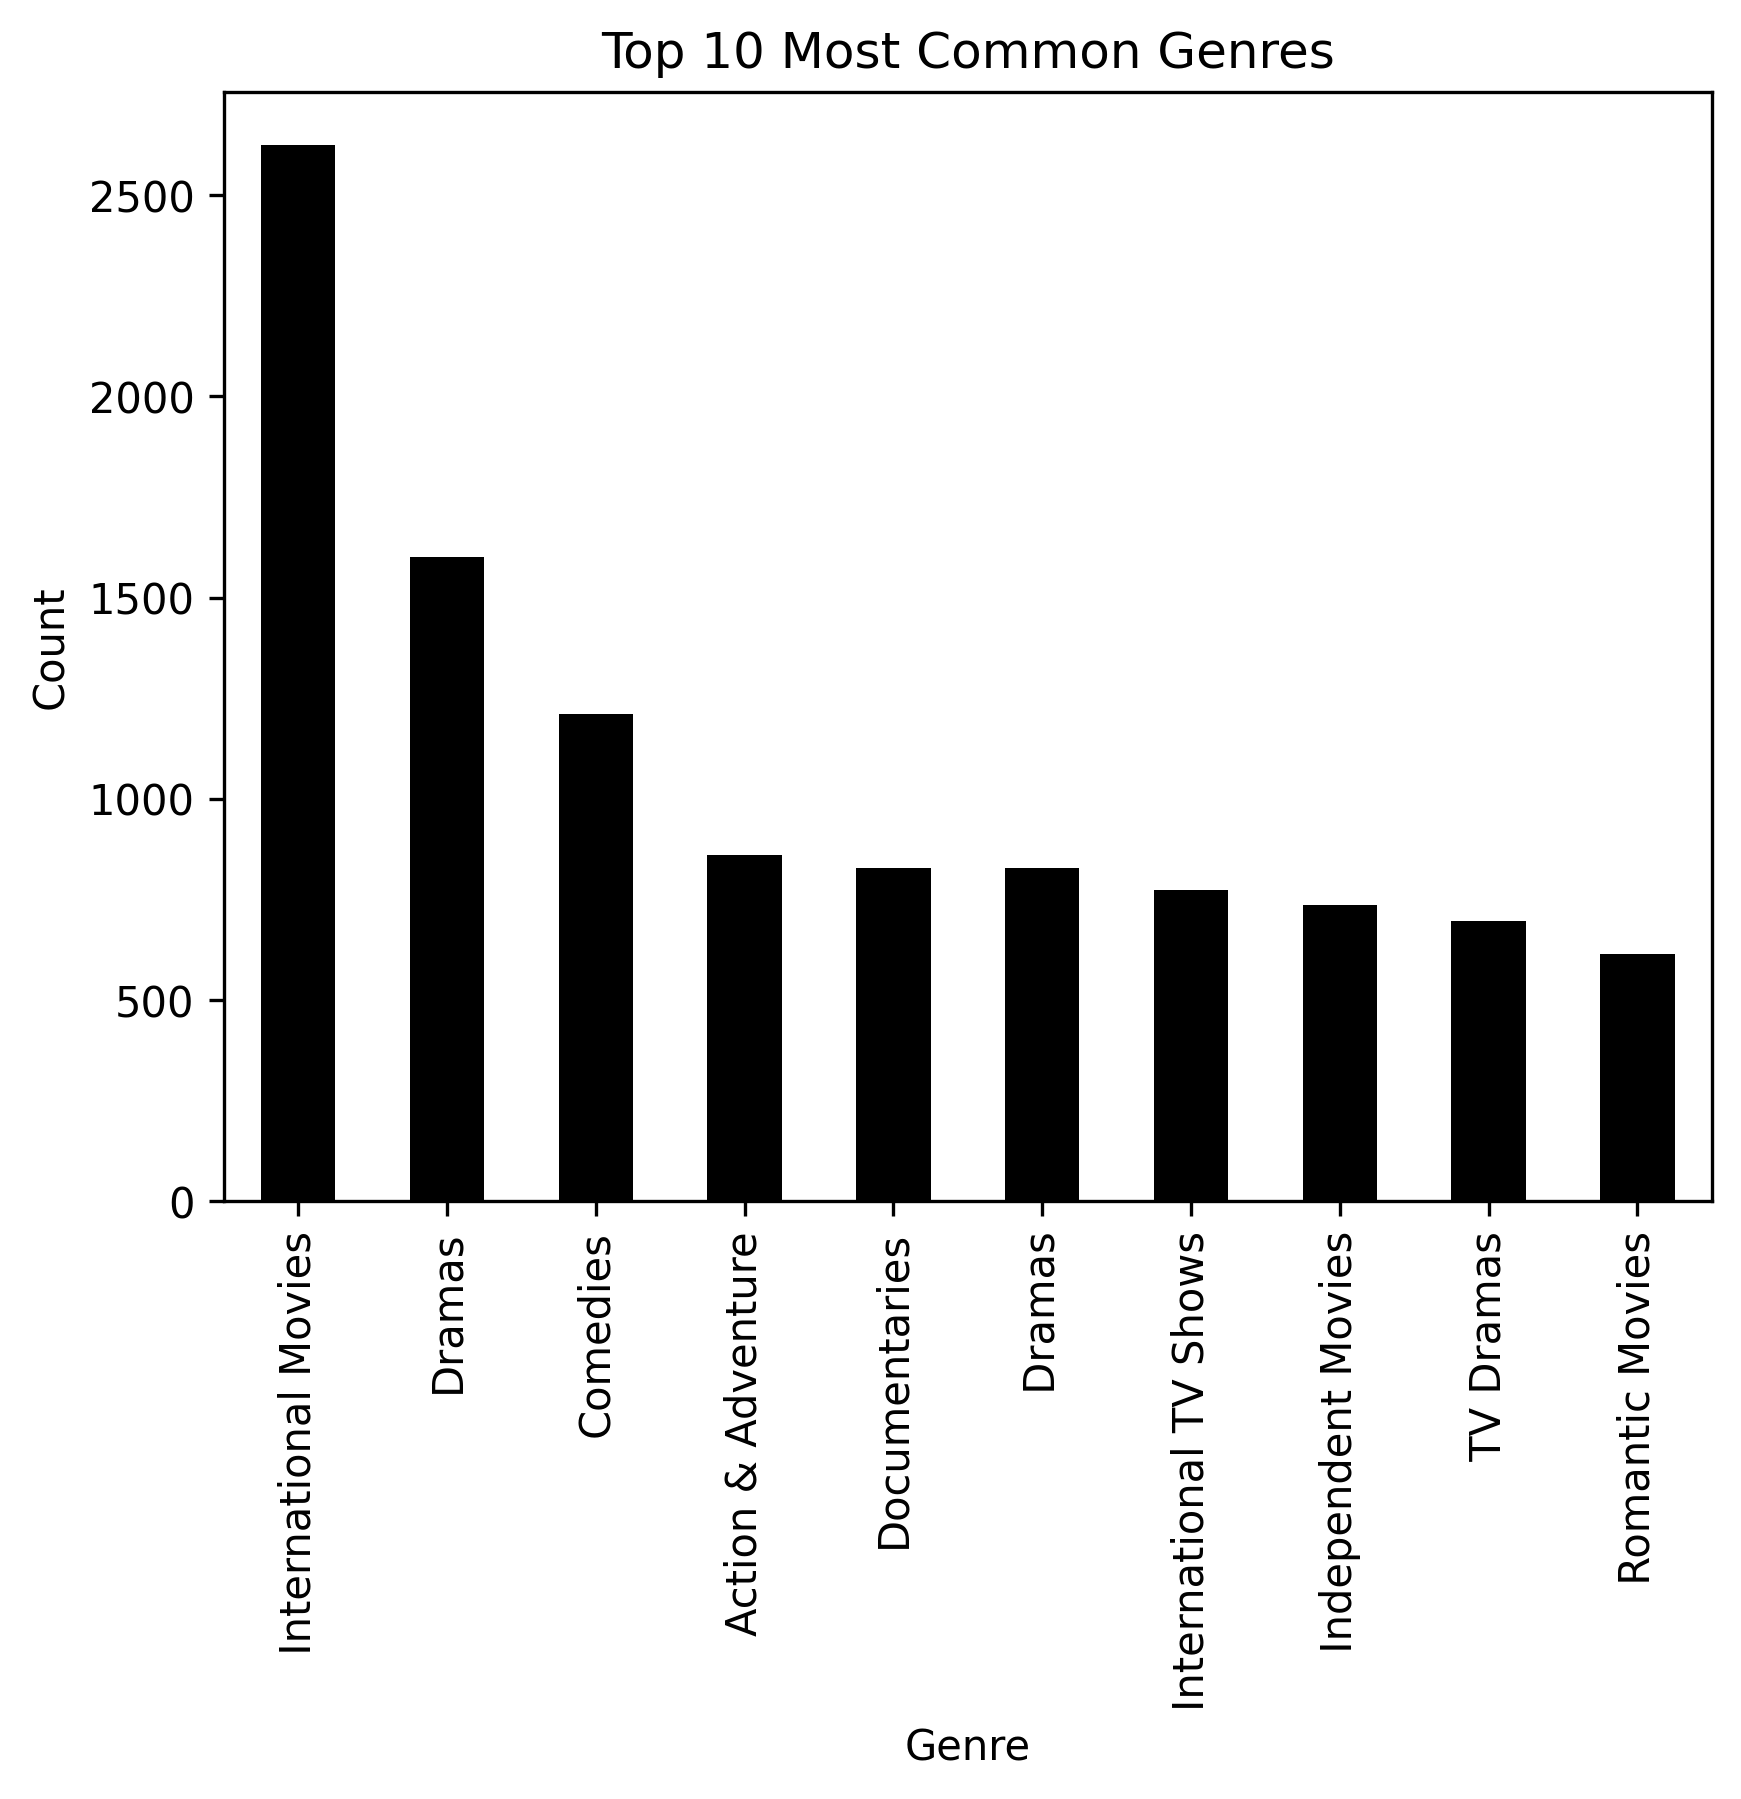 Top 10 Most Common Genres
Count
2500
2000
1500
1000
500
0
International Movies
Dramas
Comedies
Action & Adventure
Documentaries
Dramas
International TV Shows
Independent Movies
TV Dramas
Romantic Movies
Genre